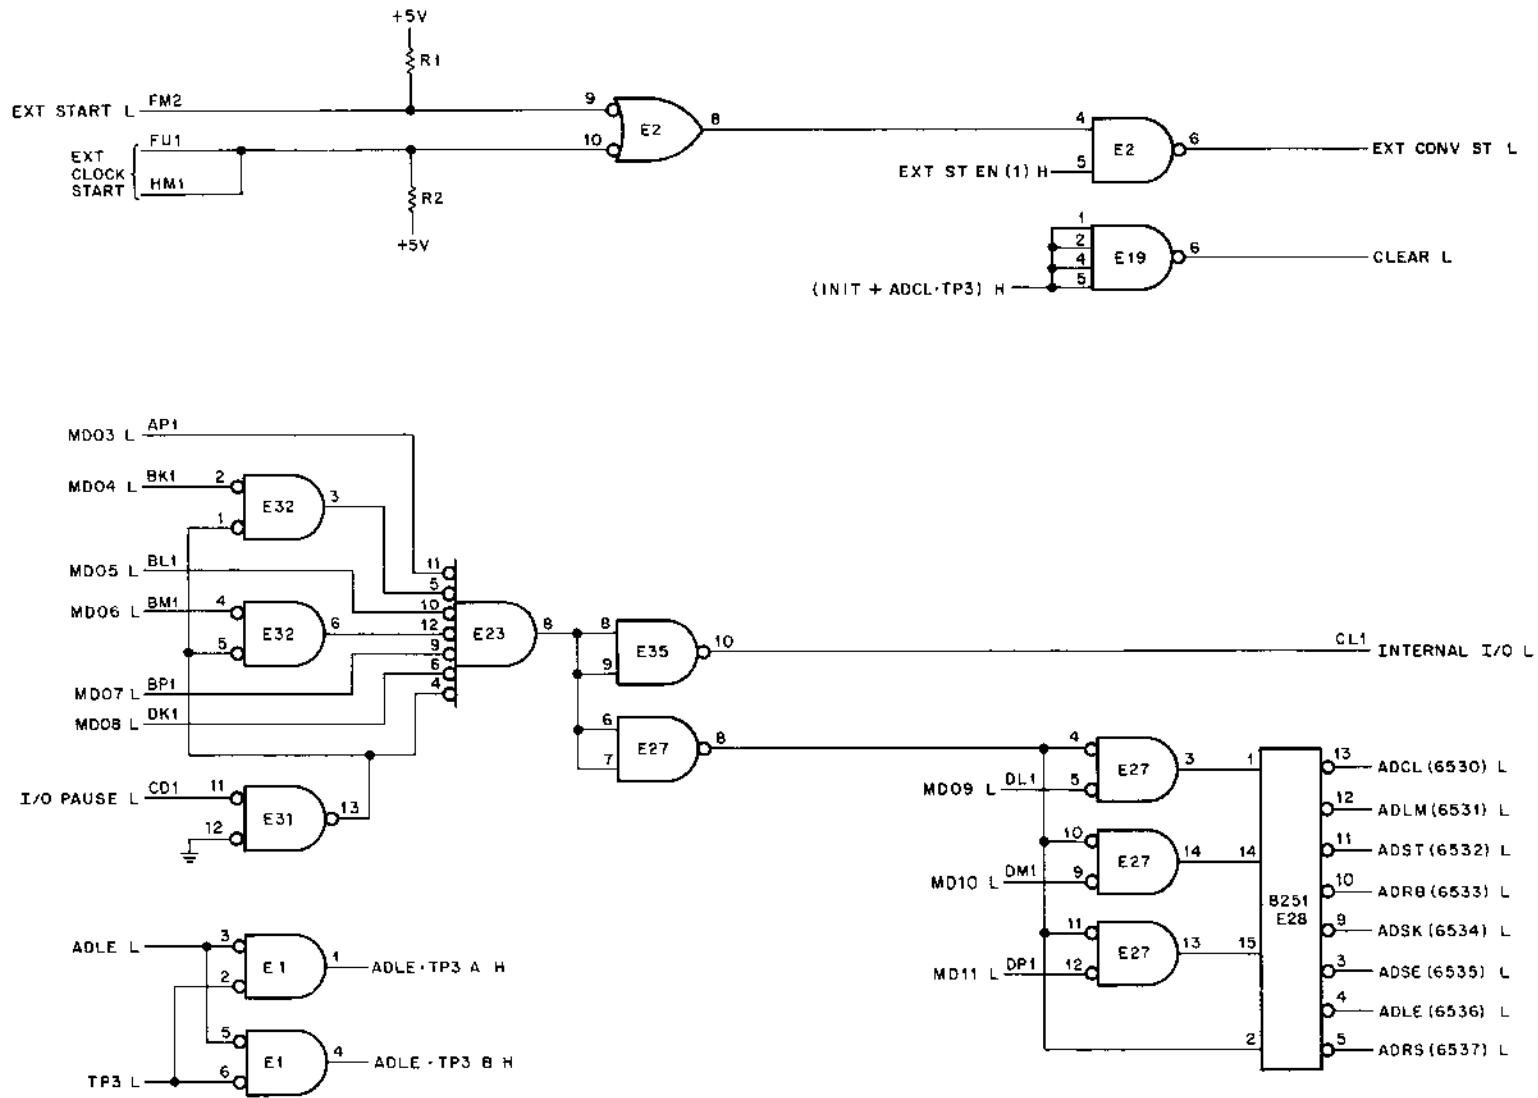 +5V
R1
EXT START L FM2
9
10
E2
8
FU1
EXT
CLOCK
START
HM1
R2
+5V
4
5
E2
6
EXT CONV ST L
EXT ST EN (1) H
1
2
4
5
E19
6
CLEAR L
(INIT + ADCL·TP3) H
MD03 L AP1
MD04 L BK1
2
1
E32
3
MD05 L BL1
MD06 L BM1
4
5
E32
6
MD07 L BP1
MD08 L DK1
11
5
10
12
9
6
4
E23
8
8
9
E35
10
CL1
INTERNAL I/O L
6
7
E27
8
I/O PAUSE L CD1
11
12
E31
13
4
MD09 L DL1
5
E27
3
10
MD10 L DM1
9
E27
14
11
MD11 L DP1
12
E27
13
1
14
15
2
8251
E28
13 ADCL (6530) L
12 ADLM (6531) L
11 ADST (6532) L
10 ADRB (6533) L
9 ADSK (6534) L
3 ADSE (6535) L
4 ADLE (6536) L
5 ADRS (6537) L
ADLE L
3
2
E1
1
ADLE·TP3 A H
5
6
E1
4
ADLE·TP3 B H
TP3 L